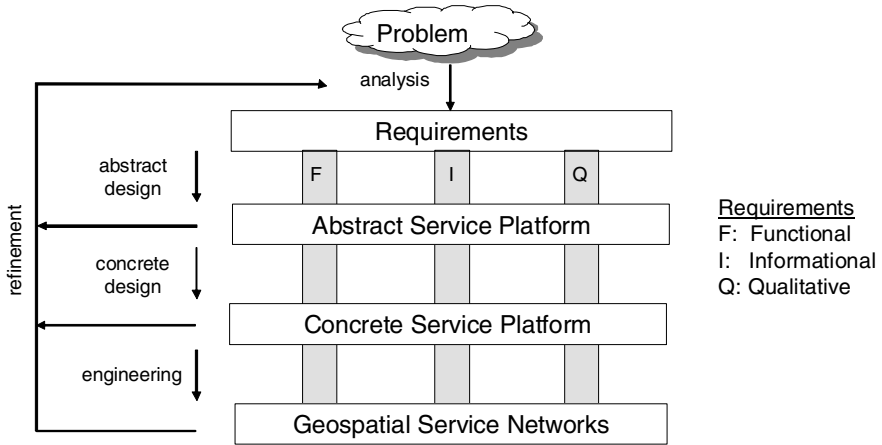 Problem
analysis
Requirements
F I Q
abstract
design
Abstract Service Platform
concrete
design
Concrete Service Platform
engineering
Geospatial Service Networks
refinement
Requirements
F: Functional
I: Informational
Q: Qualitative